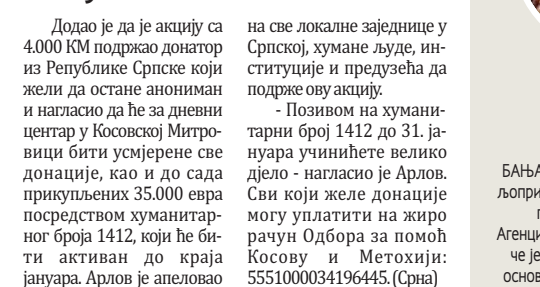 Додао је да је акцију са
4.000 КМ подржао донатор
из Републике Српске који
жели да остане анониман
и нагласио да ће за дневни
центар у Косовској Митро-
вици бити усмјерене све
донације, као и до сада
прикупљених 35.000 евра
посредством хуманитар-
ног броја 1412, који ће би-
ти активан до краја
јануара. Арлов је апеловао
на све локалне заједнице у
Српској, хумане људе, ин-
ституције и предузећа да
подрже ову акцију.
- Позивом на хумани-
тарни број 1412 до 31. ја-
нуара учинићете велико
дјело - нагласио је Арлов.
Сви који желе донације
могу уплатити на жиро
рачун Одбора за помоћ
Косову и Метохији:
5551000034196445. (Срна)
БАЊА
љопри
Агенци
че је
основ